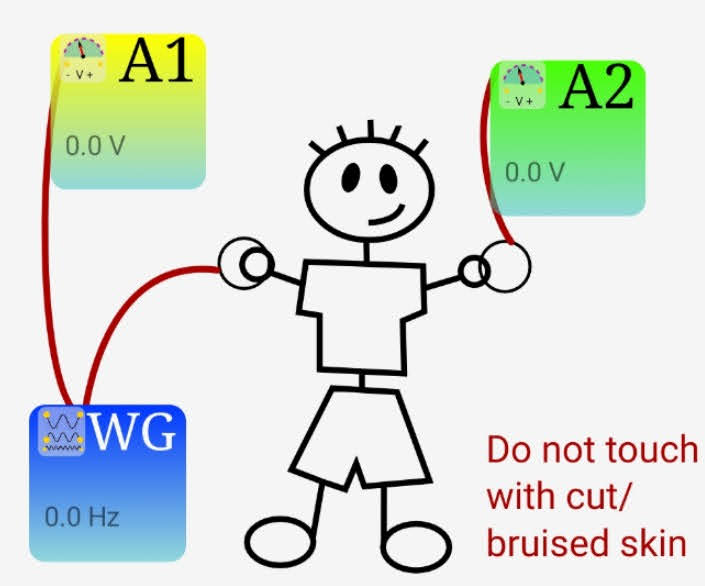 - V +
A1
0.0 V
- V +
A2
0.0 V
WG
0.0 Hz
Do not touch
with cut/
bruised skin